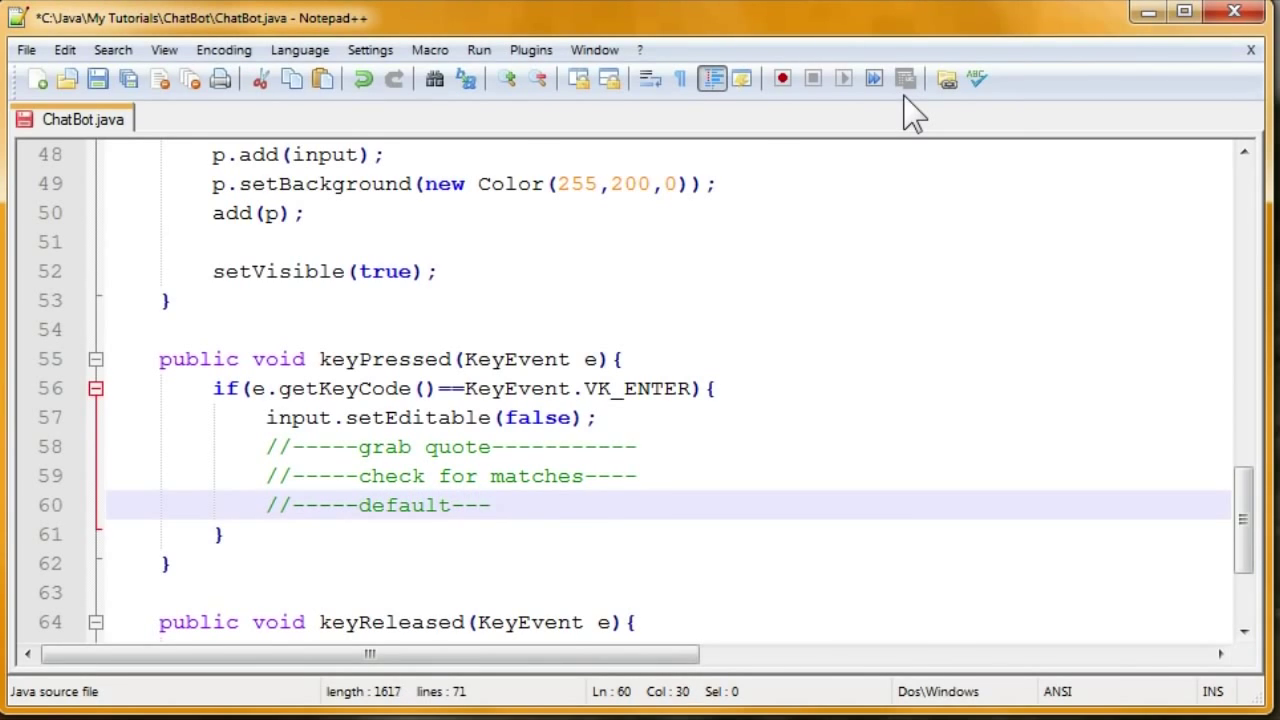 *C:\Java\My Tutorials\ChatBot\ChatBot.java - Notepad++
File Edit Search View Encoding Language Settings Macro Run Plugins Window ? X
ABC
ChatBot.java
48 p.add(input);
49 p.setBackground(new Color(255,200,0));
50 add(p);
51
52 setVisible(true);
53 }
54
55 public void keyPressed(KeyEvent e){
56 if(e.getKeyCode()==KeyEvent.VK_ENTER){
57 input.setEditable(false);
58 //-----grab quote-----------
59 //-----check for matches----
60 //-----default---
61 }
62 }
63
64 public void keyReleased(KeyEvent e){
Java source file length : 1617 lines : 71 Ln : 60 Col : 30 Sel : 0 Dos\Windows ANSI INS